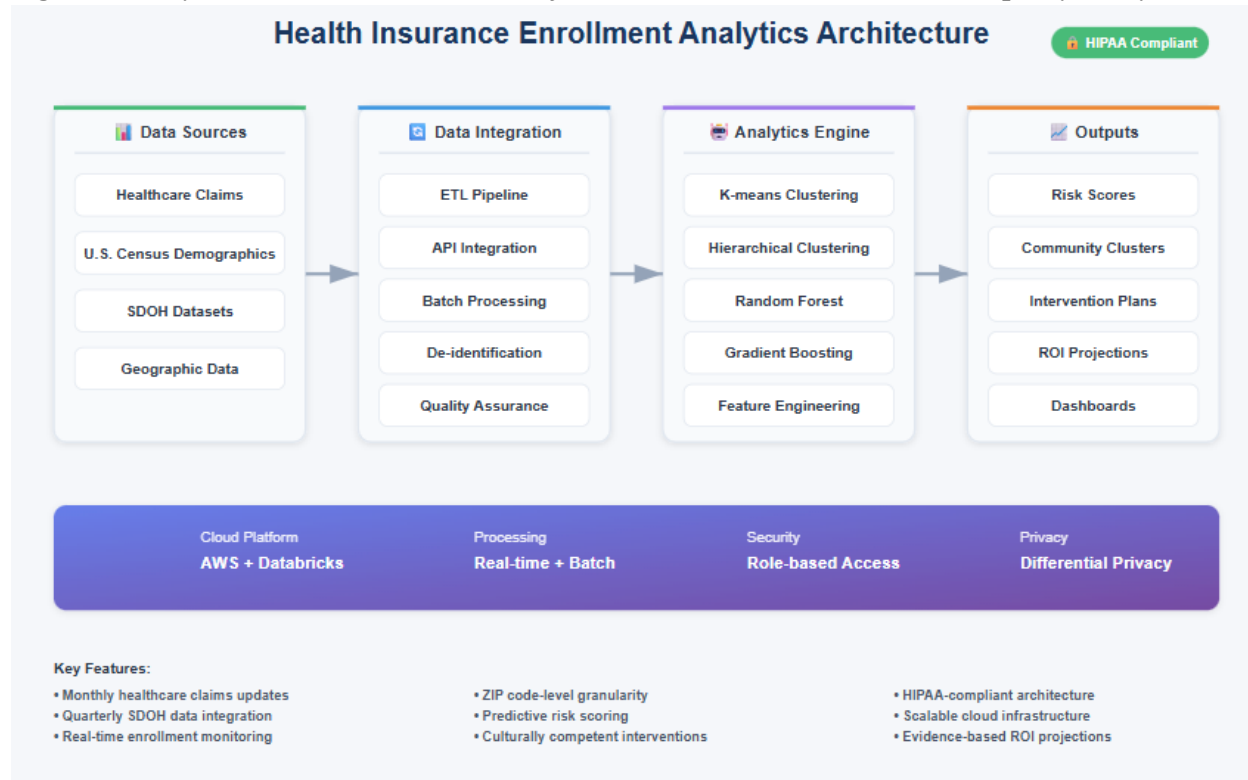 Health Insurance Enrollment Analytics Architecture
HIPAA Compliant
Data Sources
Healthcare Claims
U.S. Census Demographics
SDOH Datasets
Geographic Data
Data Integration
ETL Pipeline
API Integration
Batch Processing
De-identification
Quality Assurance
Analytics Engine
K-means Clustering
Hierarchical Clustering
Random Forest
Gradient Boosting
Feature Engineering
Outputs
Risk Scores
Community Clusters
Intervention Plans
ROI Projections
Dashboards
Cloud Platform
AWS + Databricks
Processing
Real-time + Batch
Security
Role-based Access
Privacy
Differential Privacy
Key Features:
• Monthly healthcare claims updates
• Quarterly SDOH data integration
• Real-time enrollment monitoring
• ZIP code-level granularity
• Predictive risk scoring
• Culturally competent interventions
• HIPAA-compliant architecture
• Scalable cloud infrastructure
• Evidence-based ROI projections